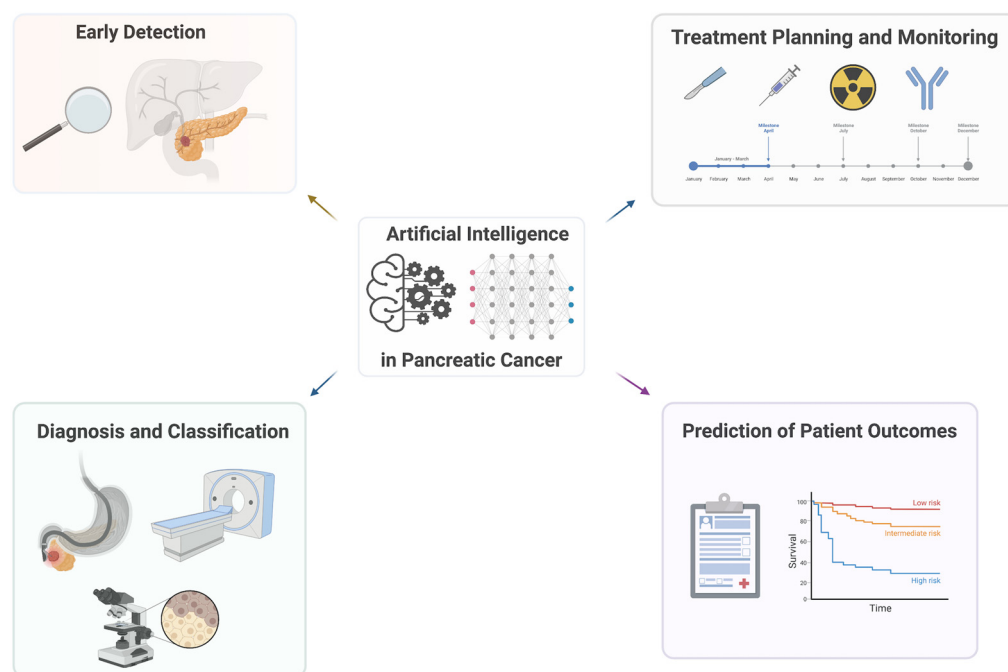 Early Detection
Treatment Planning and Monitoring
Milestone
April
Milestone
July
Milestone
October
Milestone
December
January - March
January
February
March
April
May
June
July
August
September
October
November
December
Artificial Intelligence
in Pancreatic Cancer
Diagnosis and Classification
Prediction of Patient Outcomes
Survival
100
80
60
40
20
0
Low risk
Intermediate risk
High risk
Time